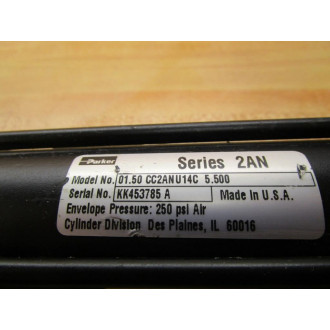 Parker
Series 2AN
Model No. 01.50 CC2ANU14C 5.500
Serial No. KK453785 A Made In U.S.A.
Envelope Pressure: 250 psi Air
Cylinder Division Des Plaines, IL 60016